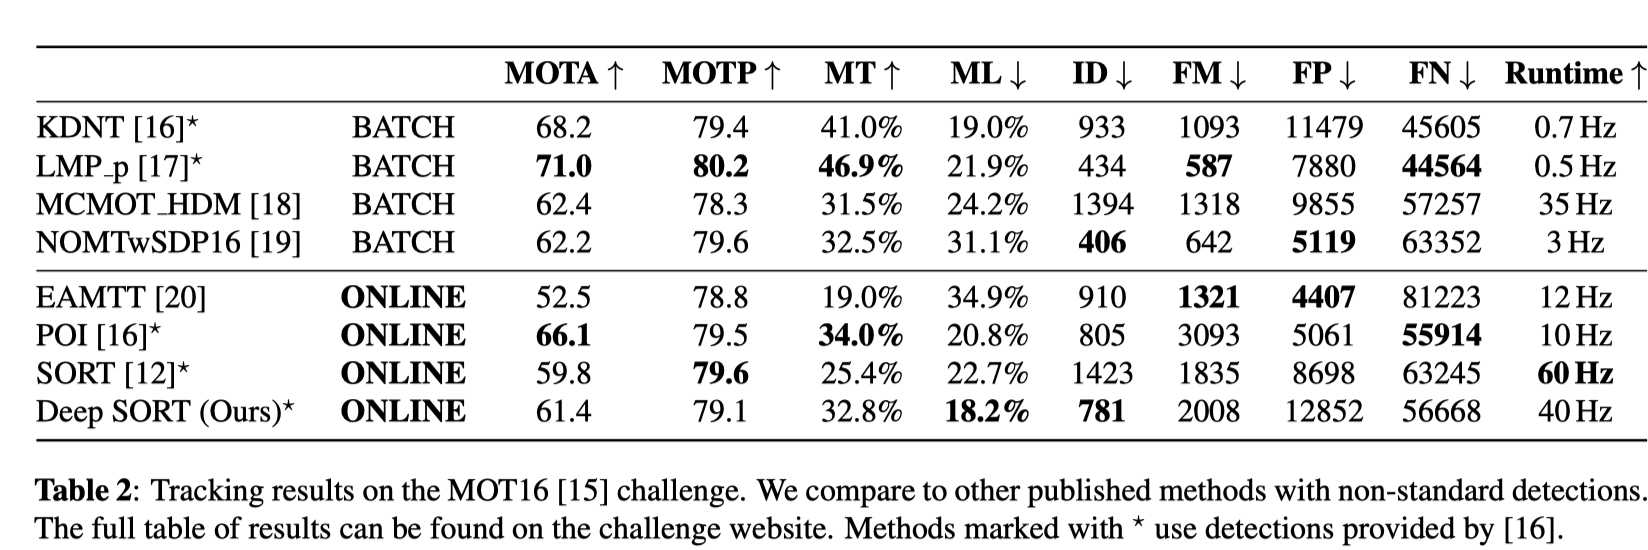 MOTA ↑ MOTP ↑ MT ↑ ML ↓ ID ↓ FM ↓ FP ↓ FN ↓ Runtime ↑
KDNT [16]⋆ BATCH 68.2 79.4 41.0% 19.0% 933 1093 11479 45605 0.7 Hz
LMP_p [17]⋆ BATCH 71.0 80.2 46.9% 21.9% 434 587 7880 44564 0.5 Hz
MCMOT_HDM [18] BATCH 62.4 78.3 31.5% 24.2% 1394 1318 9855 57257 35 Hz
NOMTwSDP16 [19] BATCH 62.2 79.6 32.5% 31.1% 406 642 5119 63352 3 Hz
EAMTT [20] ONLINE 52.5 78.8 19.0% 34.9% 910 1321 4407 81223 12 Hz
POI [16]⋆ ONLINE 66.1 79.5 34.0% 20.8% 805 3093 5061 55914 10 Hz
SORT [12]⋆ ONLINE 59.8 79.6 25.4% 22.7% 1423 1835 8698 63245 60 Hz
Deep SORT (Ours)⋆ ONLINE 61.4 79.1 32.8% 18.2% 781 2008 12852 56668 40 Hz
Table 2: Tracking results on the MOT16 [15] challenge. We compare to other published methods with non-standard detections.
The full table of results can be found on the challenge website. Methods marked with ⋆ use detections provided by [16].